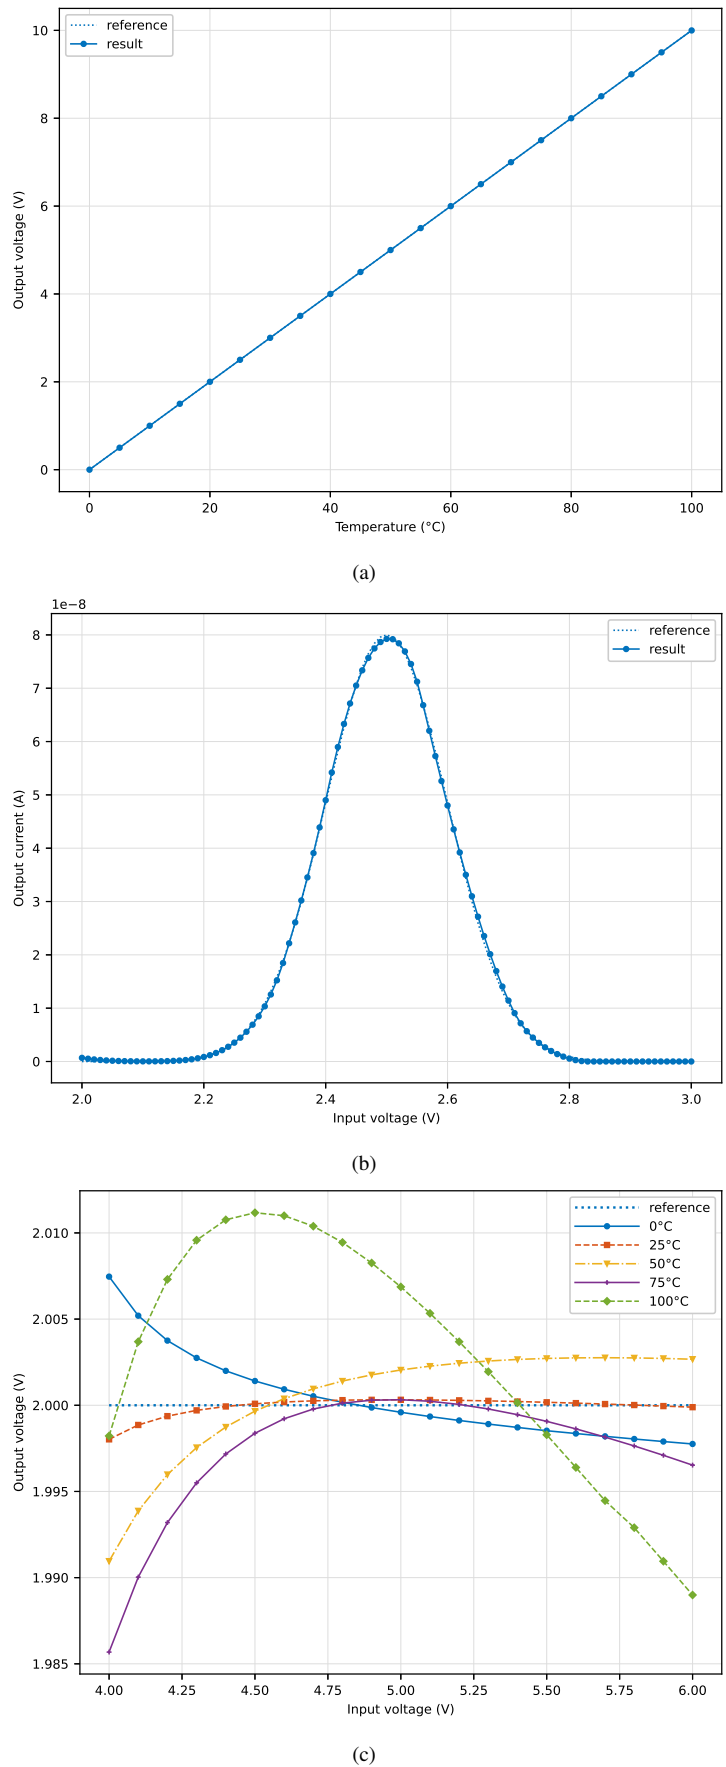 reference
result
10
8
6
4
2
0
Output voltage (V)
0 20 40 60 80 100
Temperature (°C)
(a)
1e−8
reference
result
8
7
6
5
4
3
2
1
0
Output current (A)
2.0 2.2 2.4 2.6 2.8 3.0
Input voltage (V)
(b)
reference
0°C
25°C
50°C
75°C
100°C
2.010
2.005
2.000
1.995
1.990
1.985
Output voltage (V)
4.00 4.25 4.50 4.75 5.00 5.25 5.50 5.75 6.00
Input voltage (V)
(c)